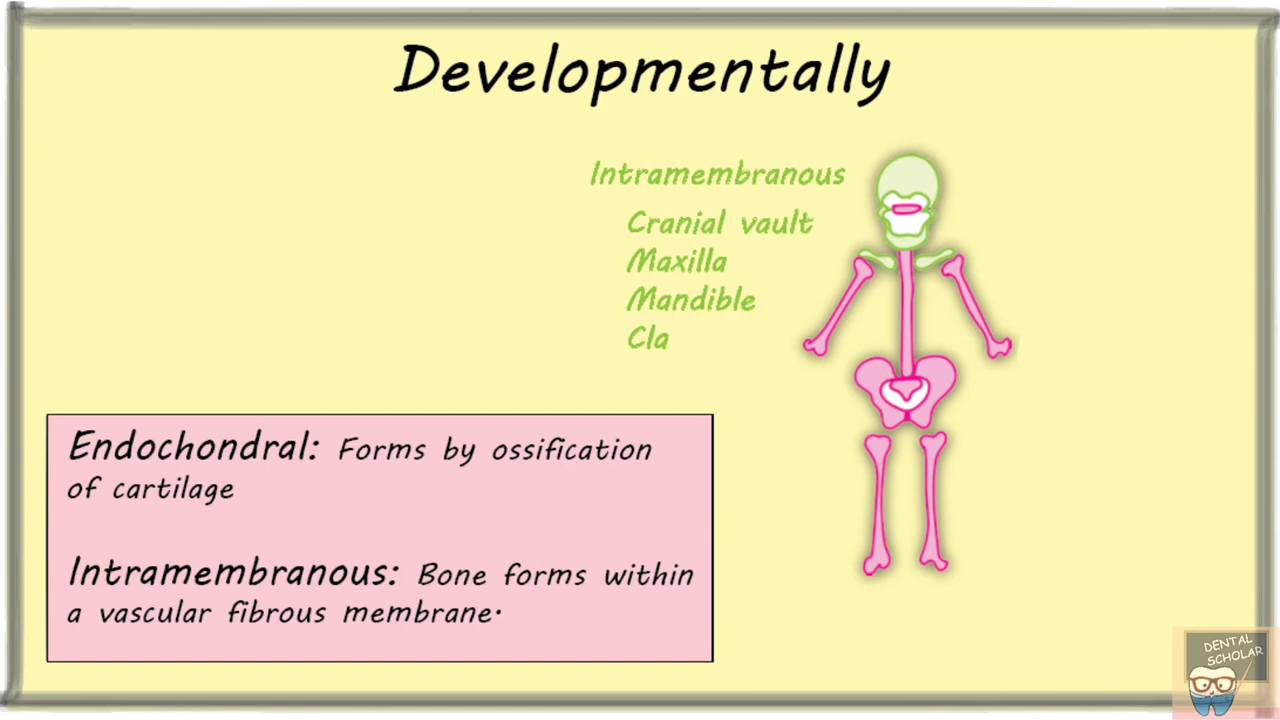 Developmentally
Intramembranous
Cranial vault
Maxilla
Mandible
Cla
Endochondral: Forms by ossification
of cartilage
Intramembranous: Bone forms within
a vascular fibrous membrane.
DENTAL
SCHOLAR